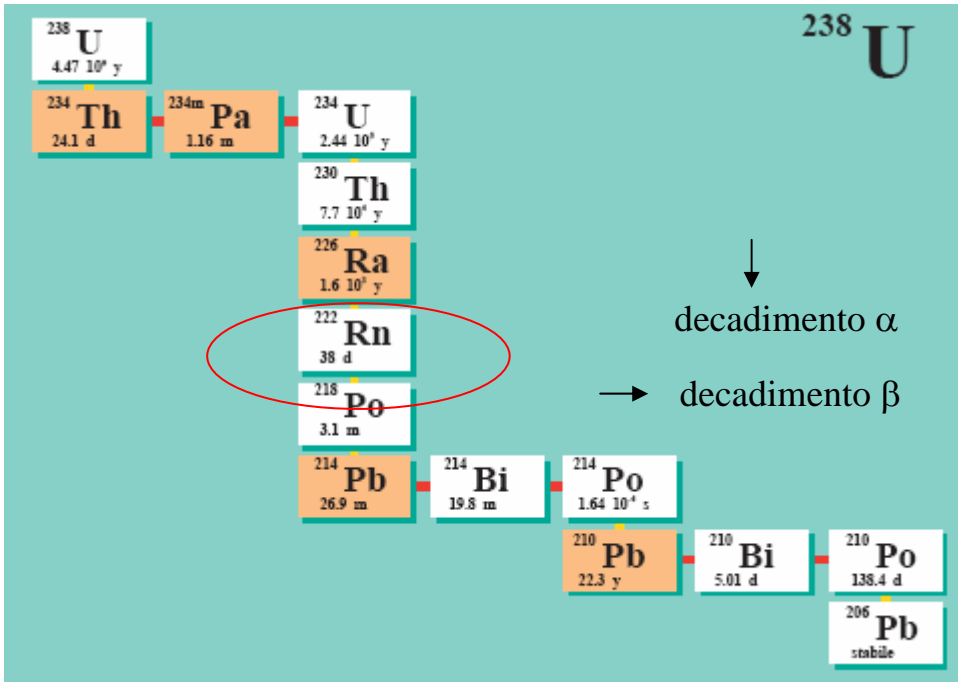 ²³⁸U
²³⁸U
4.47 10⁹ y
²³⁴Th
24.1 d
²³⁴ᵐPa
1.16 m
²³⁴U
2.44 10⁵ y
²³⁰Th
7.7 10⁴ y
²²⁶Ra
1.6 10³ y
²²²Rn
38 d
²¹⁸Po
3.1 m
decadimento α
decadimento β
²¹⁴Pb
26.9 m
²¹⁴Bi
19.8 m
²¹⁴Po
1.64 10⁻⁴ s
²¹⁰Pb
22.3 y
²¹⁰Bi
5.01 d
²¹⁰Po
138.4 d
²⁰⁶Pb
stabile